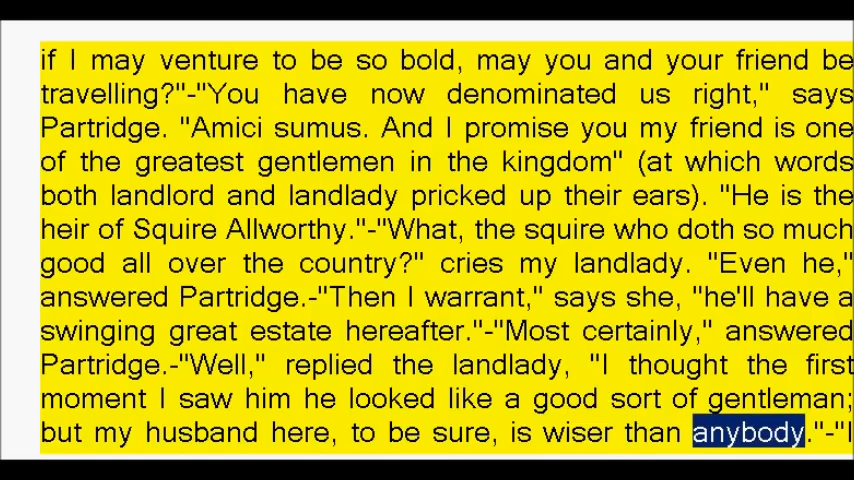 if I may venture to be so bold, may you and your friend be
travelling?"-"You have now denominated us right," says
Partridge. "Amici sumus. And I promise you my friend is one
of the greatest gentlemen in the kingdom" (at which words
both landlord and landlady pricked up their ears). "He is the
heir of Squire Allworthy."-"What, the squire who doth so much
good all over the country?" cries my landlady. "Even he,"
answered Partridge.-"Then I warrant," says she, "he'll have a
swinging great estate hereafter."-"Most certainly," answered
Partridge.-"Well," replied the landlady, "I thought the first
moment I saw him he looked like a good sort of gentleman;
but my husband here, to be sure, is wiser than anybody."-"I